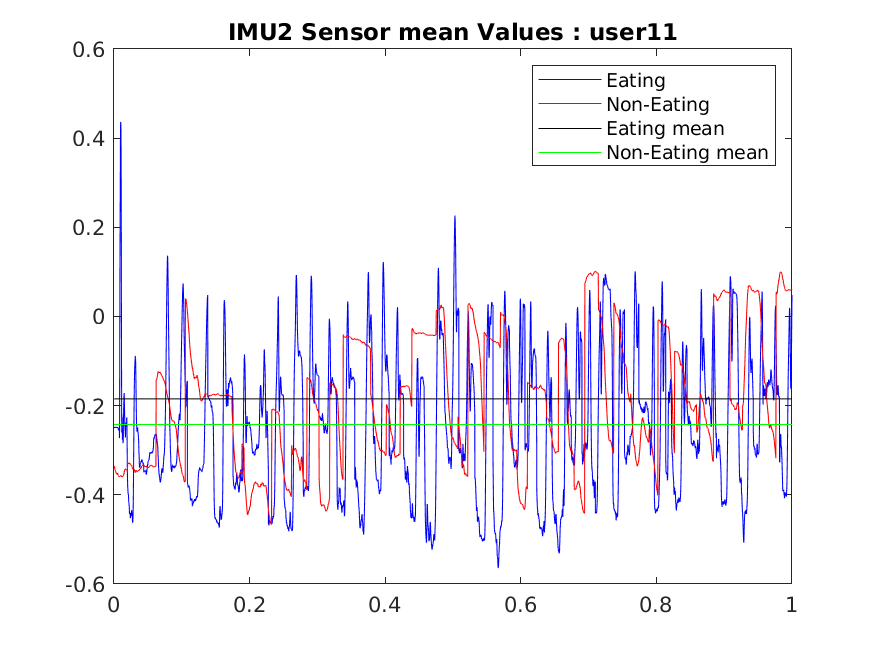 IMU2 Sensor mean Values : user11
0.6
0.4
0.2
0
-0.2
-0.4
-0.6
Eating
Non-Eating
Eating mean
Non-Eating mean
0 0.2 0.4 0.6 0.8 1